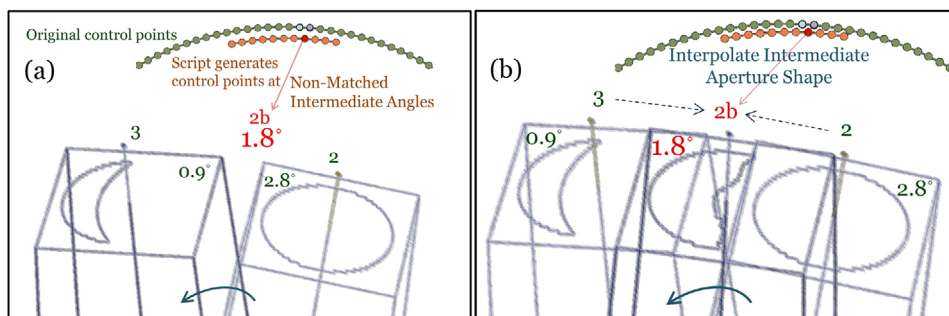 Original control points
(a)
Script generates
control points at
Non-Matched
Intermediate Angles
2b
1.8°
3
2
0.9°
2.8°
(b)
Interpolate Intermediate
Aperture Shape
3
2b
2
0.9°
1.8°
2.8°